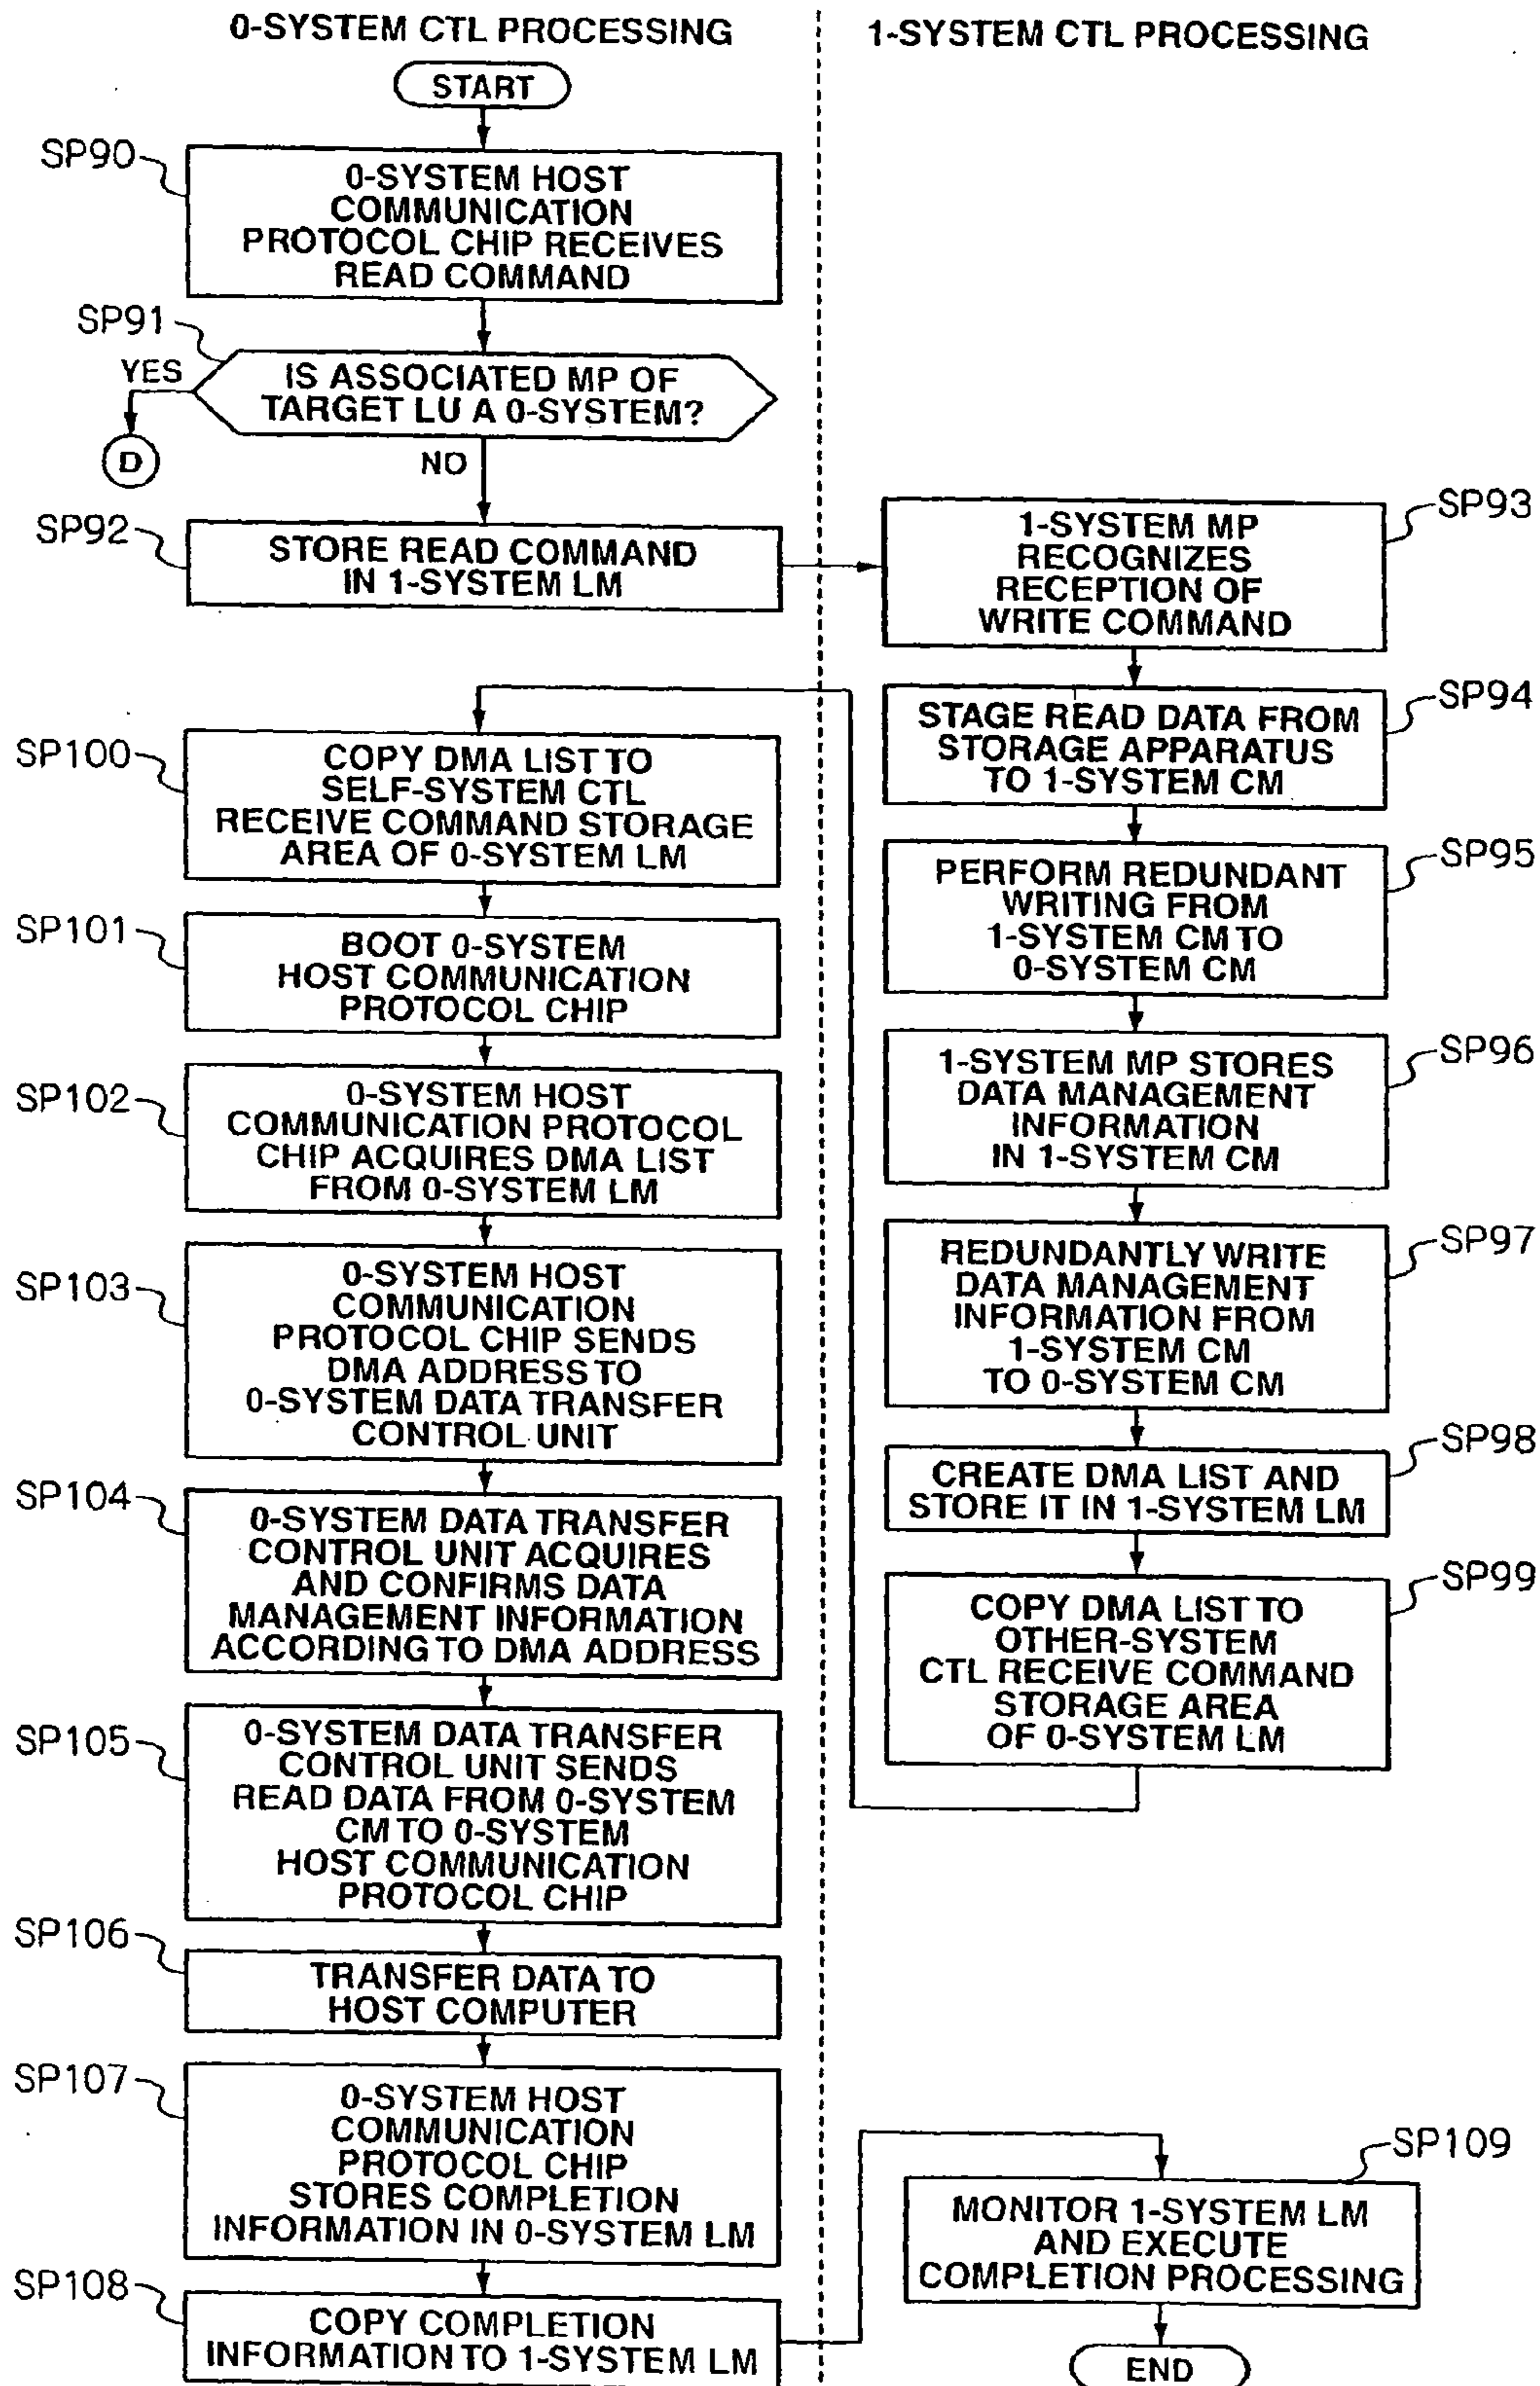 0-SYSTEM CTL PROCESSING
1-SYSTEM CTL PROCESSING
START
SP90
0-SYSTEM HOST
COMMUNICATION
PROTOCOL CHIP RECEIVES
READ COMMAND
SP91
YES
IS ASSOCIATED MP OF
TARGET LU A 0-SYSTEM?
D
NO
SP92
STORE READ COMMAND
IN 1-SYSTEM LM
SP93
1-SYSTEM MP
RECOGNIZES
RECEPTION OF
WRITE COMMAND
SP94
STAGE READ DATA FROM
STORAGE APPARATUS
TO 1-SYSTEM CM
SP95
PERFORM REDUNDANT
WRITING FROM
1-SYSTEM CM TO
0-SYSTEM CM
SP96
1-SYSTEM MP STORES
DATA MANAGEMENT
INFORMATION
IN 1-SYSTEM CM
SP97
REDUNDANTLY WRITE
DATA MANAGEMENT
INFORMATION FROM
1-SYSTEM CM
TO 0-SYSTEM CM
SP98
CREATE DMA LIST AND
STORE IT IN 1-SYSTEM LM
SP99
COPY DMA LIST TO
OTHER-SYSTEM
CTL RECEIVE COMMAND
STORAGE AREA
OF 0-SYSTEM LM
SP100
COPY DMA LIST TO
SELF-SYSTEM CTL
RECEIVE COMMAND STORAGE
AREA OF 0-SYSTEM LM
SP101
BOOT 0-SYSTEM
HOST COMMUNICATION
PROTOCOL CHIP
SP102
0-SYSTEM HOST
COMMUNICATION PROTOCOL
CHIP ACQUIRES DMA LIST
FROM 0-SYSTEM LM
SP103
0-SYSTEM HOST
COMMUNICATION
PROTOCOL CHIP SENDS
DMA ADDRESS TO
0-SYSTEM DATA TRANSFER
CONTROL UNIT
SP104
0-SYSTEM DATA TRANSFER
CONTROL UNIT ACQUIRES
AND CONFIRMS DATA
MANAGEMENT INFORMATION
ACCORDING TO DMA ADDRESS
SP105
0-SYSTEM DATA TRANSFER
CONTROL UNIT SENDS
READ DATA FROM 0-SYSTEM
CM TO 0-SYSTEM
HOST COMMUNICATION
PROTOCOL CHIP
SP106
TRANSFER DATA TO
HOST COMPUTER
SP107
0-SYSTEM HOST
COMMUNICATION
PROTOCOL CHIP
STORES COMPLETION
INFORMATION IN 0-SYSTEM LM
SP108
COPY COMPLETION
INFORMATION TO 1-SYSTEM LM
SP109
MONITOR 1-SYSTEM LM
AND EXECUTE
COMPLETION PROCESSING
END